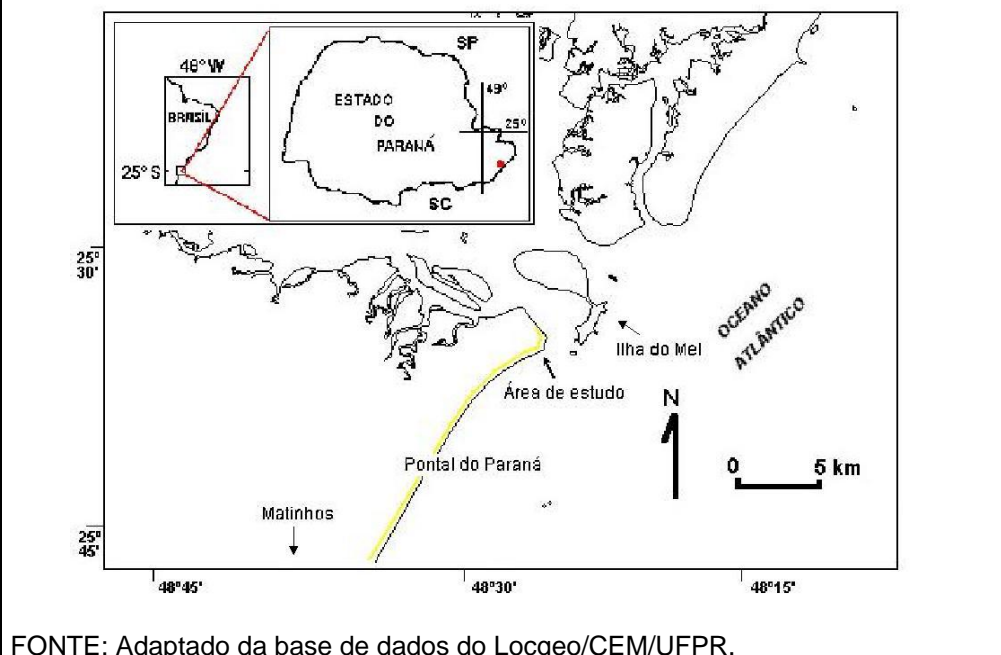 SP
48° W
49°
ESTADO
DO
PARANÁ
BRASIL
25°
25° S
SC
25°
30'
OCEANO
ATLÂNTICO
Ilha do Mel
Área de estudo
N
Pontal do Paraná
0 5 km
Matinhos
25°
45'
48°45' 48°30' 48°15'
FONTE: Adaptado da base de dados do Locgeo/CEM/UFPR.